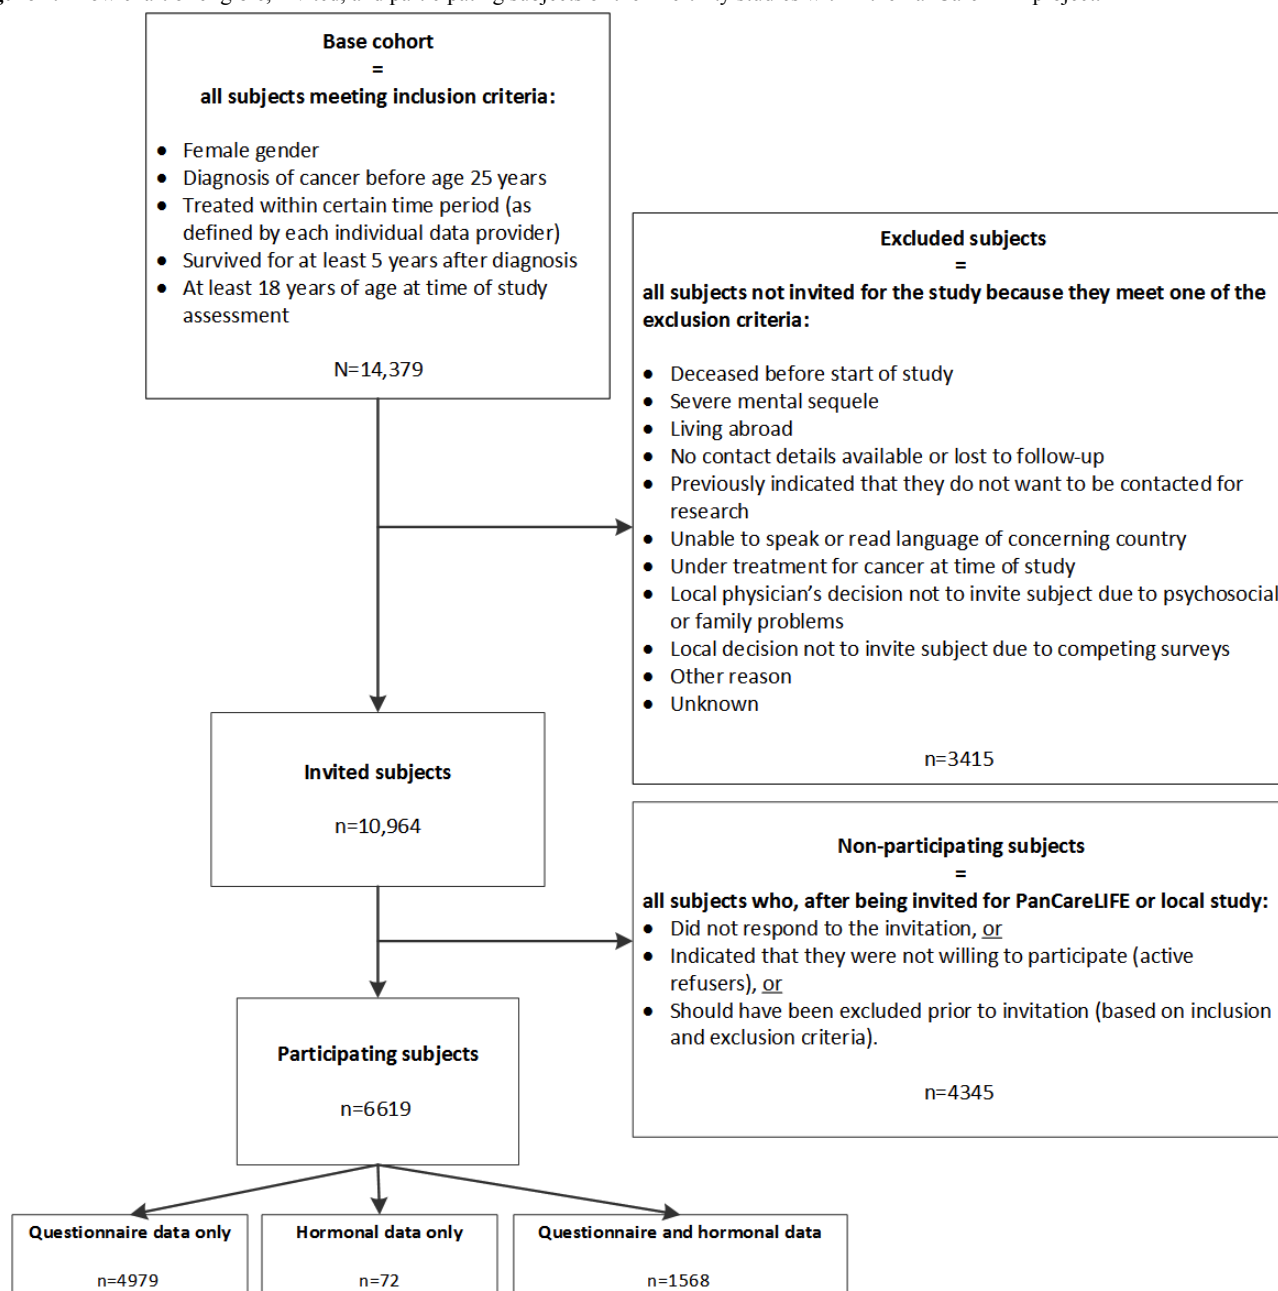 Base cohort
=
all subjects meeting inclusion criteria:
● Female gender
● Diagnosis of cancer before age 25 years
● Treated within certain time period (as
defined by each individual data provider)
● Survived for at least 5 years after diagnosis
● At least 18 years of age at time of study
assessment
N=14,379
Excluded subjects
=
all subjects not invited for the study because they meet one of the
exclusion criteria:
● Deceased before start of study
● Severe mental sequele
● Living abroad
● No contact details available or lost to follow-up
● Previously indicated that they do not want to be contacted for
research
● Unable to speak or read language of concerning country
● Under treatment for cancer at time of study
● Local physician’s decision not to invite subject due to psychosocial
or family problems
● Local decision not to invite subject due to competing surveys
● Other reason
● Unknown
n=3415
Invited subjects
n=10,964
Non-participating subjects
=
all subjects who, after being invited for PanCareLIFE or local study:
● Did not respond to the invitation, or
● Indicated that they were not willing to participate (active
refusers), or
● Should have been excluded prior to invitation (based on inclusion
and exclusion criteria).
n=4345
Participating subjects
n=6619
Questionnaire data only
n=4979
Hormonal data only
n=72
Questionnaire and hormonal data
n=1568